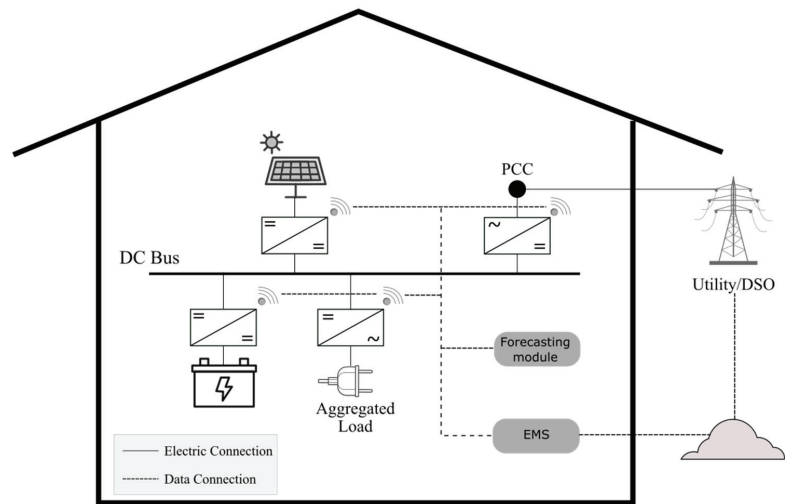 PCC
DC Bus
Utility/DSO
Forecasting
module
Aggregated
Load
EMS
Electric Connection
Data Connection